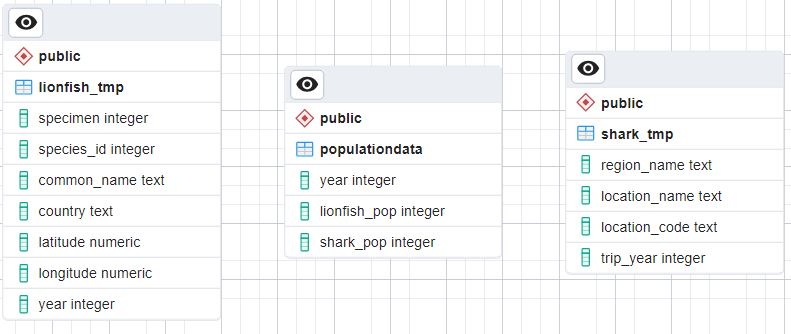 public
lionfish_tmp
specimen integer
species_id integer
common_name text
country text
latitude numeric
longitude numeric
year integer
public
populationdata
year integer
lionfish_pop integer
shark_pop integer
public
shark_tmp
region_name text
location_name text
location_code text
trip_year integer